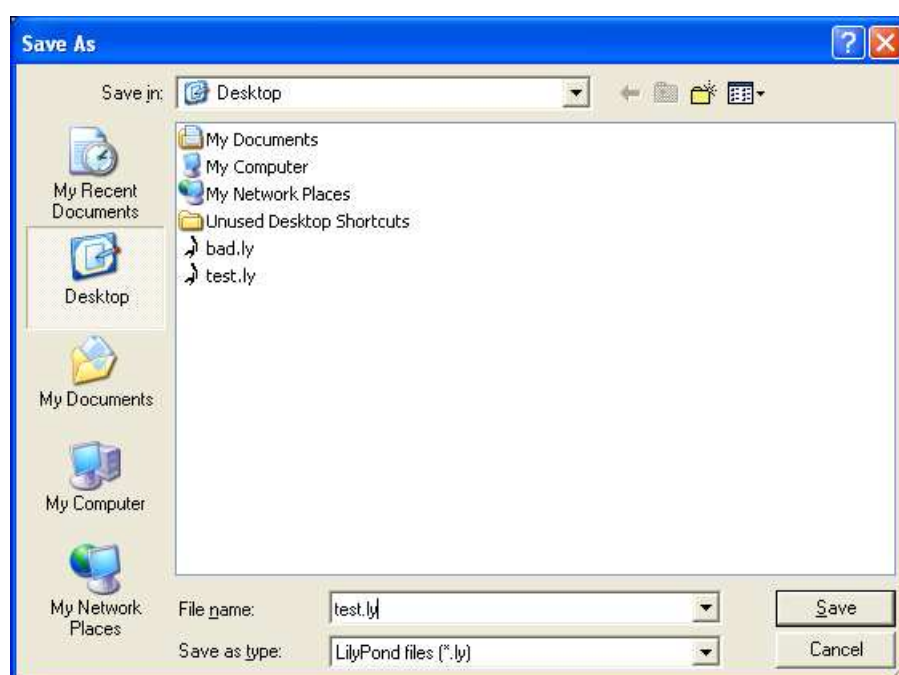 Save As
Save in:
Desktop
My Recent
Documents
Desktop
My Documents
My Computer
My Network
Places
My Documents
My Computer
My Network Places
Unused Desktop Shortcuts
bad.ly
test.ly
File name:
test.ly
Save
Save as type:
LilyPond files (*.ly)
Cancel